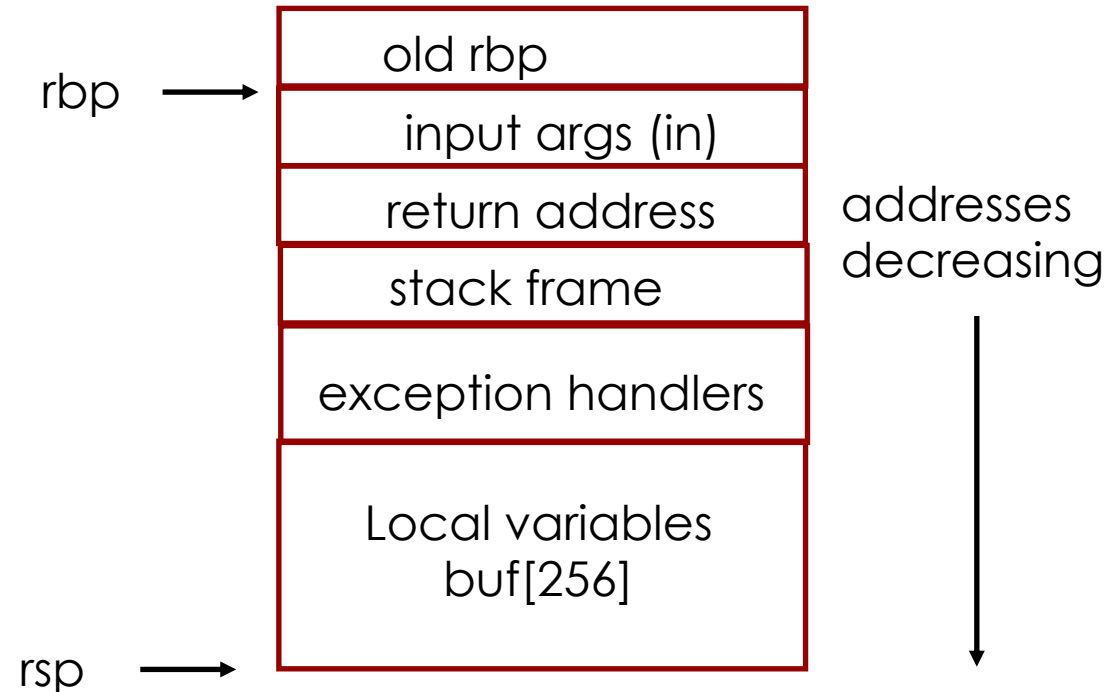 old rbp
rbp
input args (in)
return address
addresses
decreasing
stack frame
exception handlers
Local variables
buf[256]
rsp